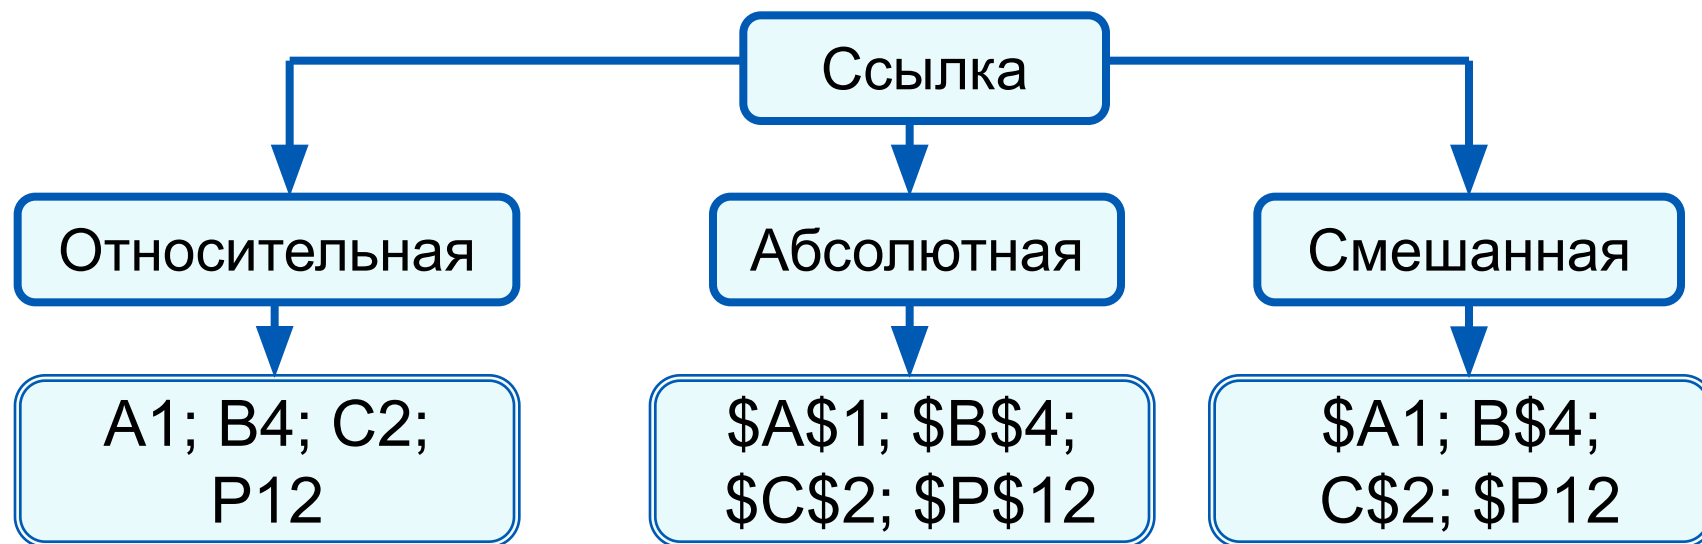 Ссылка
Относительная
Абсолютная
Смешанная
A1; B4; C2;
P12
$A$1; $B$4;
$C$2; $P$12
$A1; B$4;
C$2; $P12